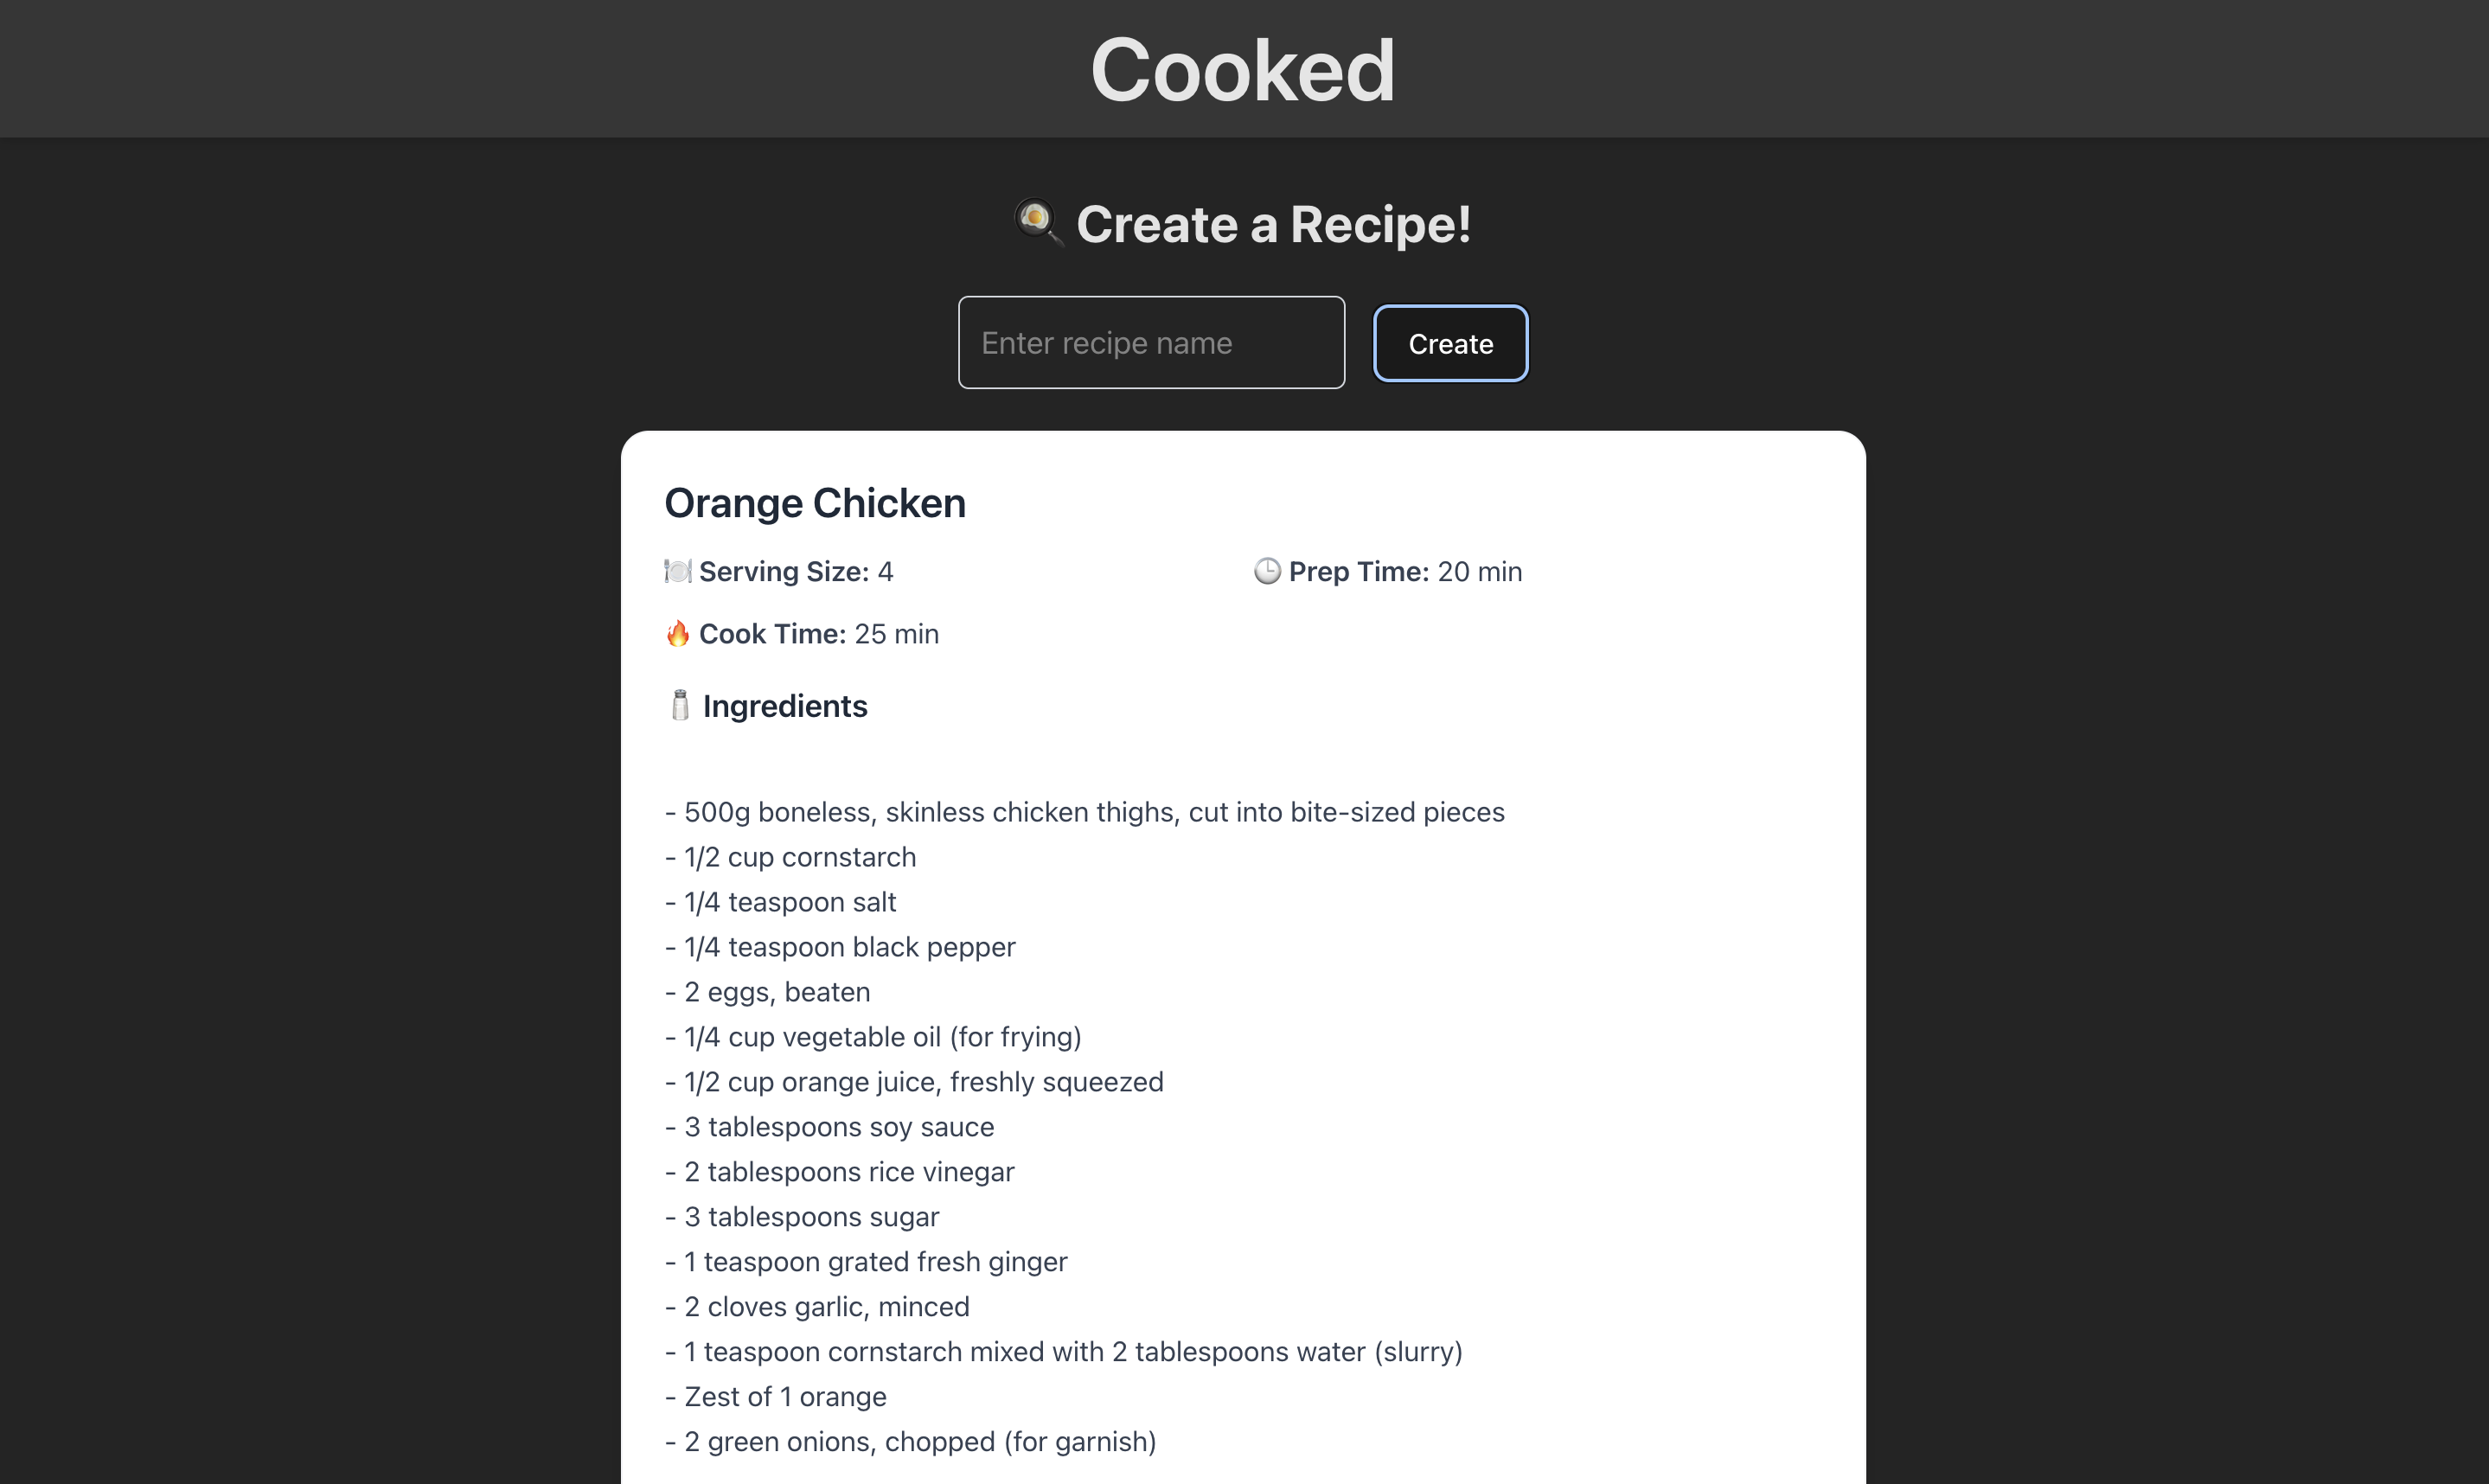 Cooked
🍳 Create a Recipe!
Enter recipe name
Create
Orange Chicken
🍽️ Serving Size: 4
🕒 Prep Time: 20 min
🔥 Cook Time: 25 min
🧂 Ingredients
- 500g boneless, skinless chicken thighs, cut into bite-sized pieces
- 1/2 cup cornstarch
- 1/4 teaspoon salt
- 1/4 teaspoon black pepper
- 2 eggs, beaten
- 1/4 cup vegetable oil (for frying)
- 1/2 cup orange juice, freshly squeezed
- 3 tablespoons soy sauce
- 2 tablespoons rice vinegar
- 3 tablespoons sugar
- 1 teaspoon grated fresh ginger
- 2 cloves garlic, minced
- 1 teaspoon cornstarch mixed with 2 tablespoons water (slurry)
- Zest of 1 orange
- 2 green onions, chopped (for garnish)